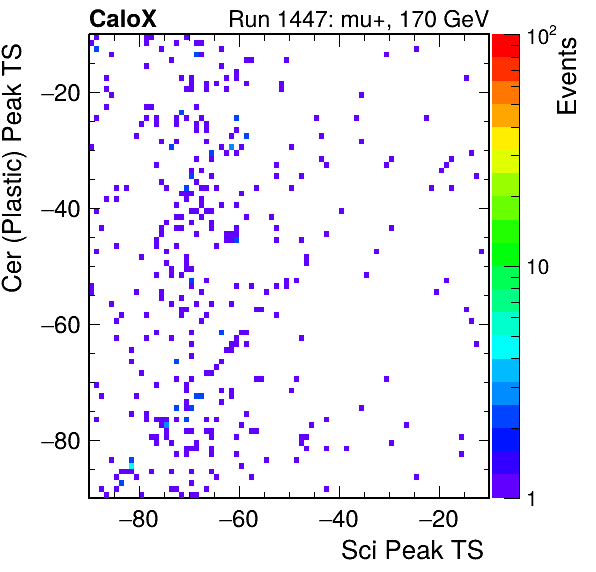 CaloX Run 1447: mu+, 170 GeV
Cer (Plastic) Peak TS
−20
−40
−60
−80
−80 −60 −40 −20
Sci Peak TS
10²
10
1
Events